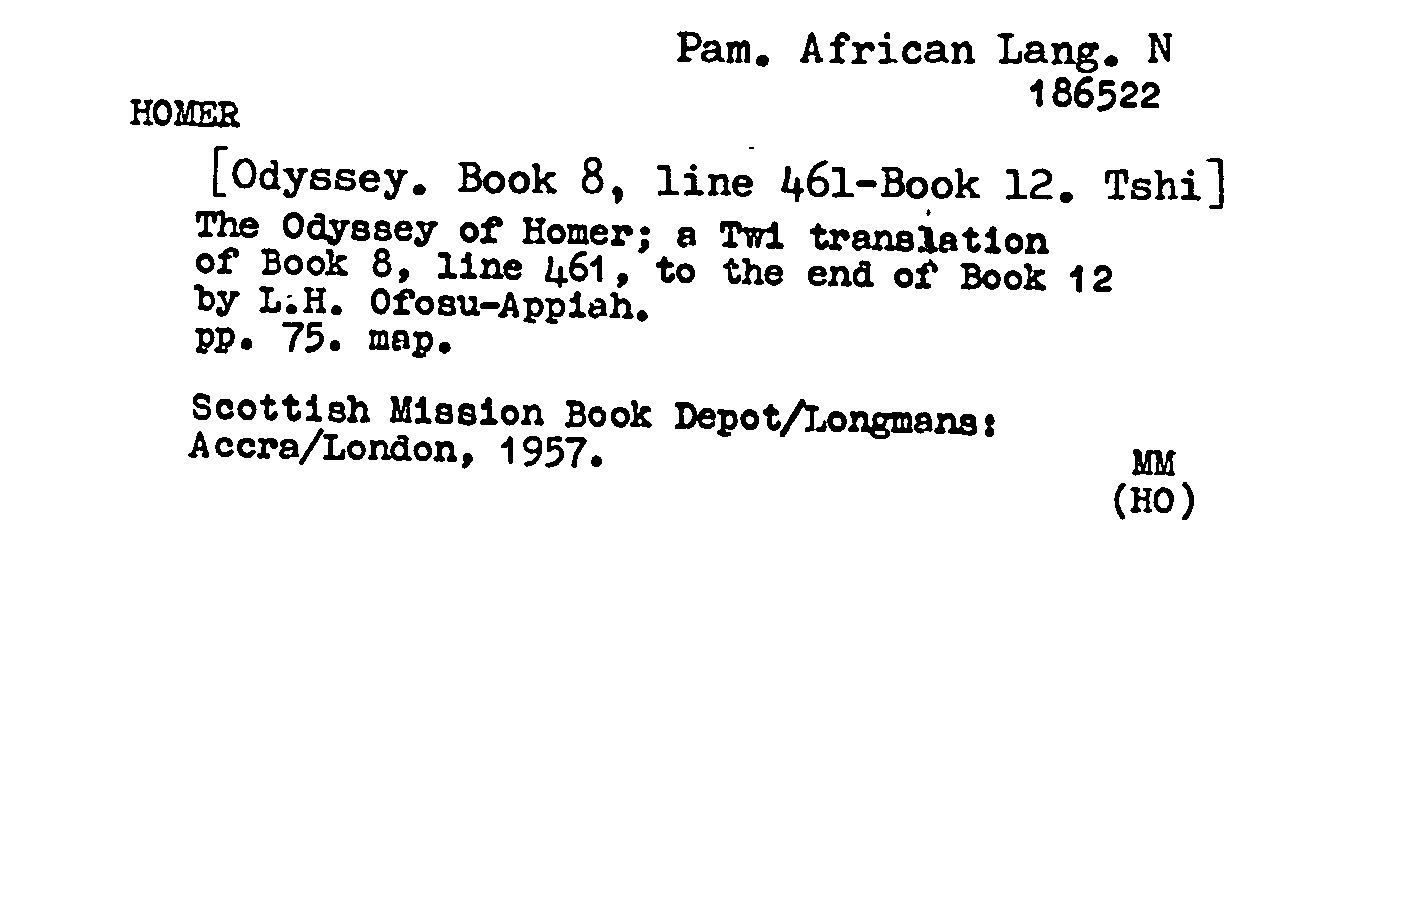 Pam. African Lang. N
186522
HOMER
[Odyssey. Book 8, line 461-Book 12. Tshi]
The Odyssey of Homer; a Twi translation
of Book 8, line 461, to the end of Book 12
by L.H. Ofosu-Appiah.
pp. 75. map.
Scottish Mission Book Depot/Longmans:
Accra/London, 1957.
MM
(HO)